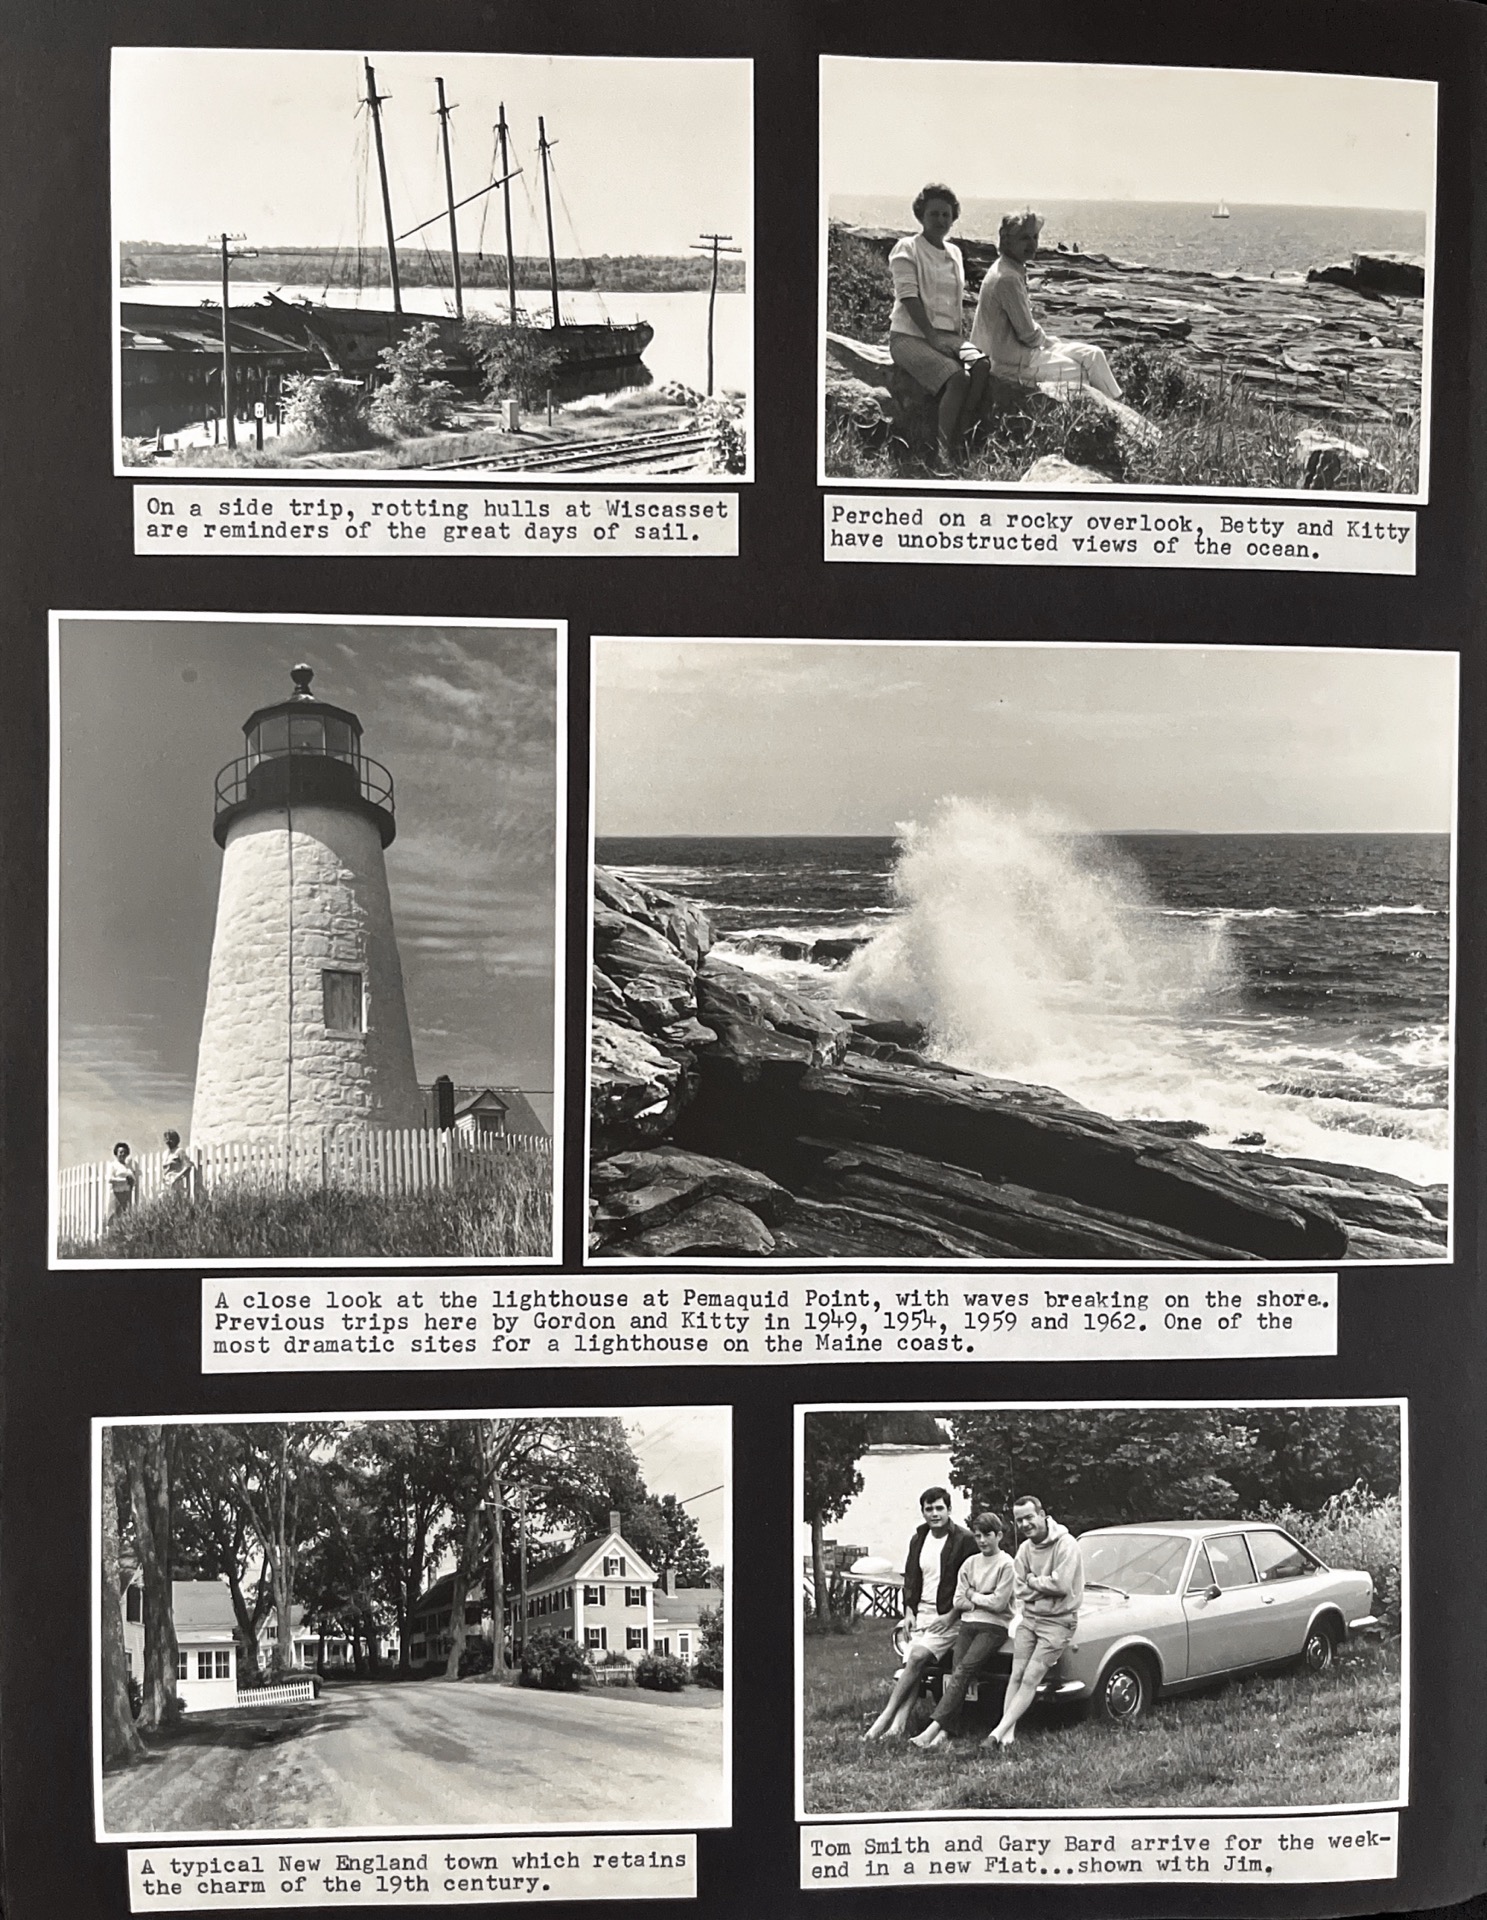 On a side trip, rotting hulls at Wiscasset
are reminders of the great days of sail.
Perched on a rocky overlook, Betty and Kitty
have unobstructed views of the ocean.
A close look at the lighthouse at Pemaquid Point, with waves breaking on the shore.
Previous trips here by Gordon and Kitty in 1949, 1954, 1959 and 1962. One of the
most dramatic sites for a lighthouse on the Maine coast.
A typical New England town which retains
the charm of the 19th century.
Tom Smith and Gary Bard arrive for the week-
end in a new Fiat...shown with Jim.